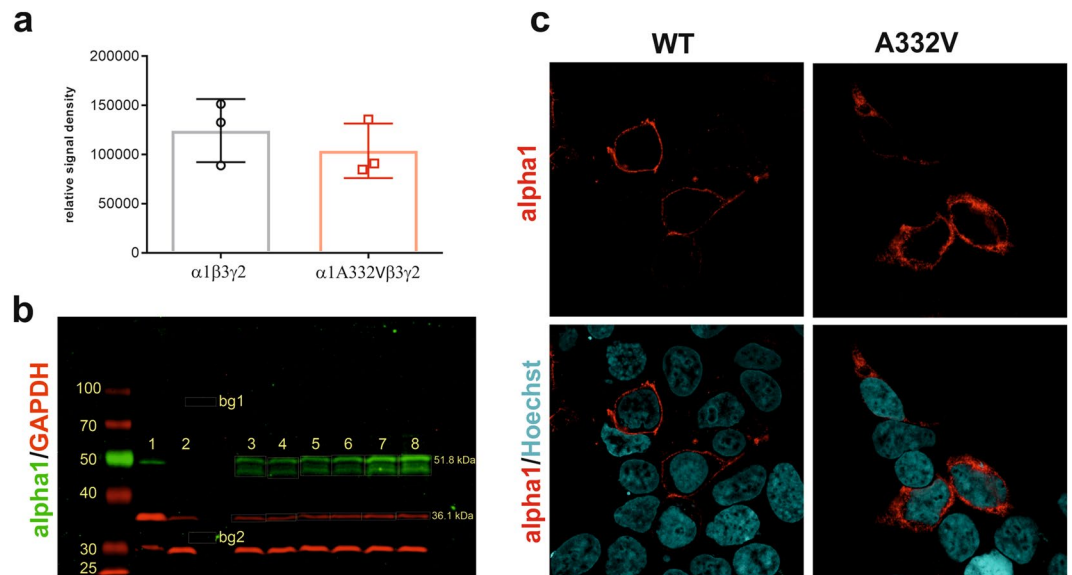 a
200000
150000
100000
50000
0
relative signal density
α1β3γ2
α1A332Vβ3γ2
b
alpha1/GAPDH
100
70
50
40
30
25
bg1
1 2 3 4 5 6 7 8
51.8 kDa
36.1 kDa
bg2
c
WT
A332V
alpha1
alpha1/Hoechst